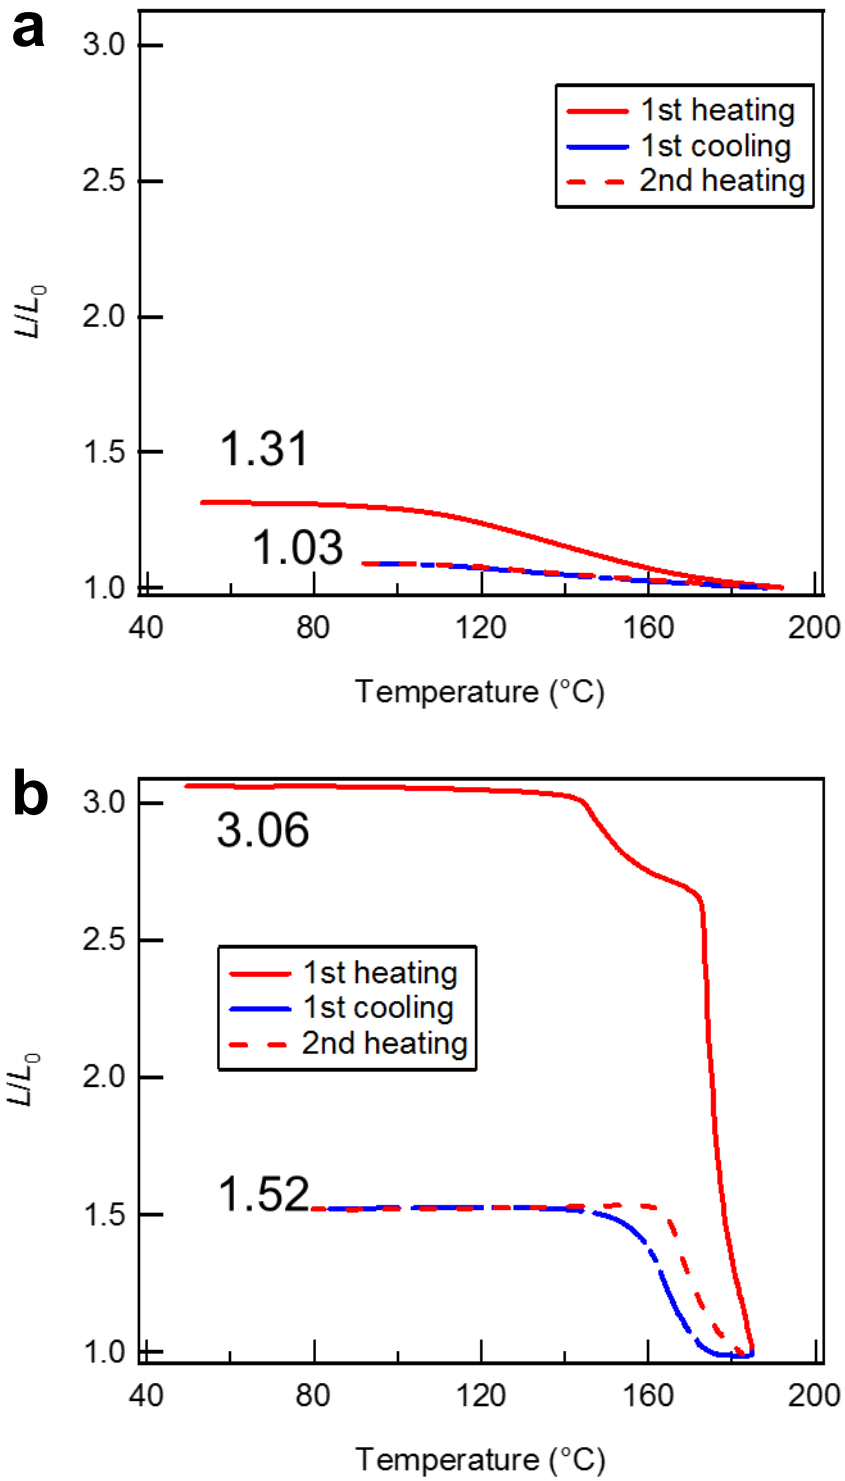 a
3.0
2.5
2.0
1.5
1.0
L/L0
1st heating
1st cooling
2nd heating
1.31
1.03
40 80 120 160 200
Temperature (°C)
b
3.0
2.5
2.0
1.5
1.0
L/L0
3.06
1st heating
1st cooling
2nd heating
1.52
40 80 120 160 200
Temperature (°C)